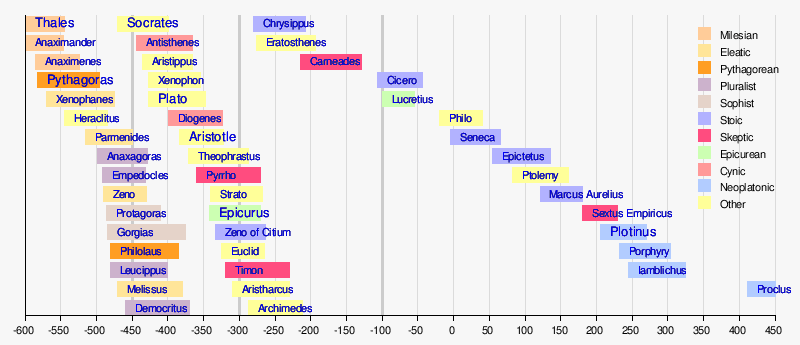 Thales
Socrates
Chrysippus
Anaximander
Antisthenes
Eratosthenes
Anaximenes
Aristippus
Carneades
Pythagoras
Xenophon
Cicero
Xenophanes
Plato
Lucretius
Heraclitus
Diogenes
Philo
Parmenides
Aristotle
Seneca
Anaxagoras
Theophrastus
Epictetus
Empedocles
Pyrrho
Ptolemy
Zeno
Strato
Marcus Aurelius
Protagoras
Epicurus
Sextus Empiricus
Gorgias
Zeno of Citium
Plotinus
Philolaus
Euclid
Porphyry
Leucippus
Timon
Iamblichus
Melissus
Aristharcus
Proclus
Democritus
Archimedes
Milesian
Eleatic
Pythagorean
Pluralist
Sophist
Stoic
Skeptic
Epicurean
Cynic
Neoplatonic
Other
-600 -550 -500 -450 -400 -350 -300 -250 -200 -150 -100 -50 0 50 100 150 200 250 300 350 400 450